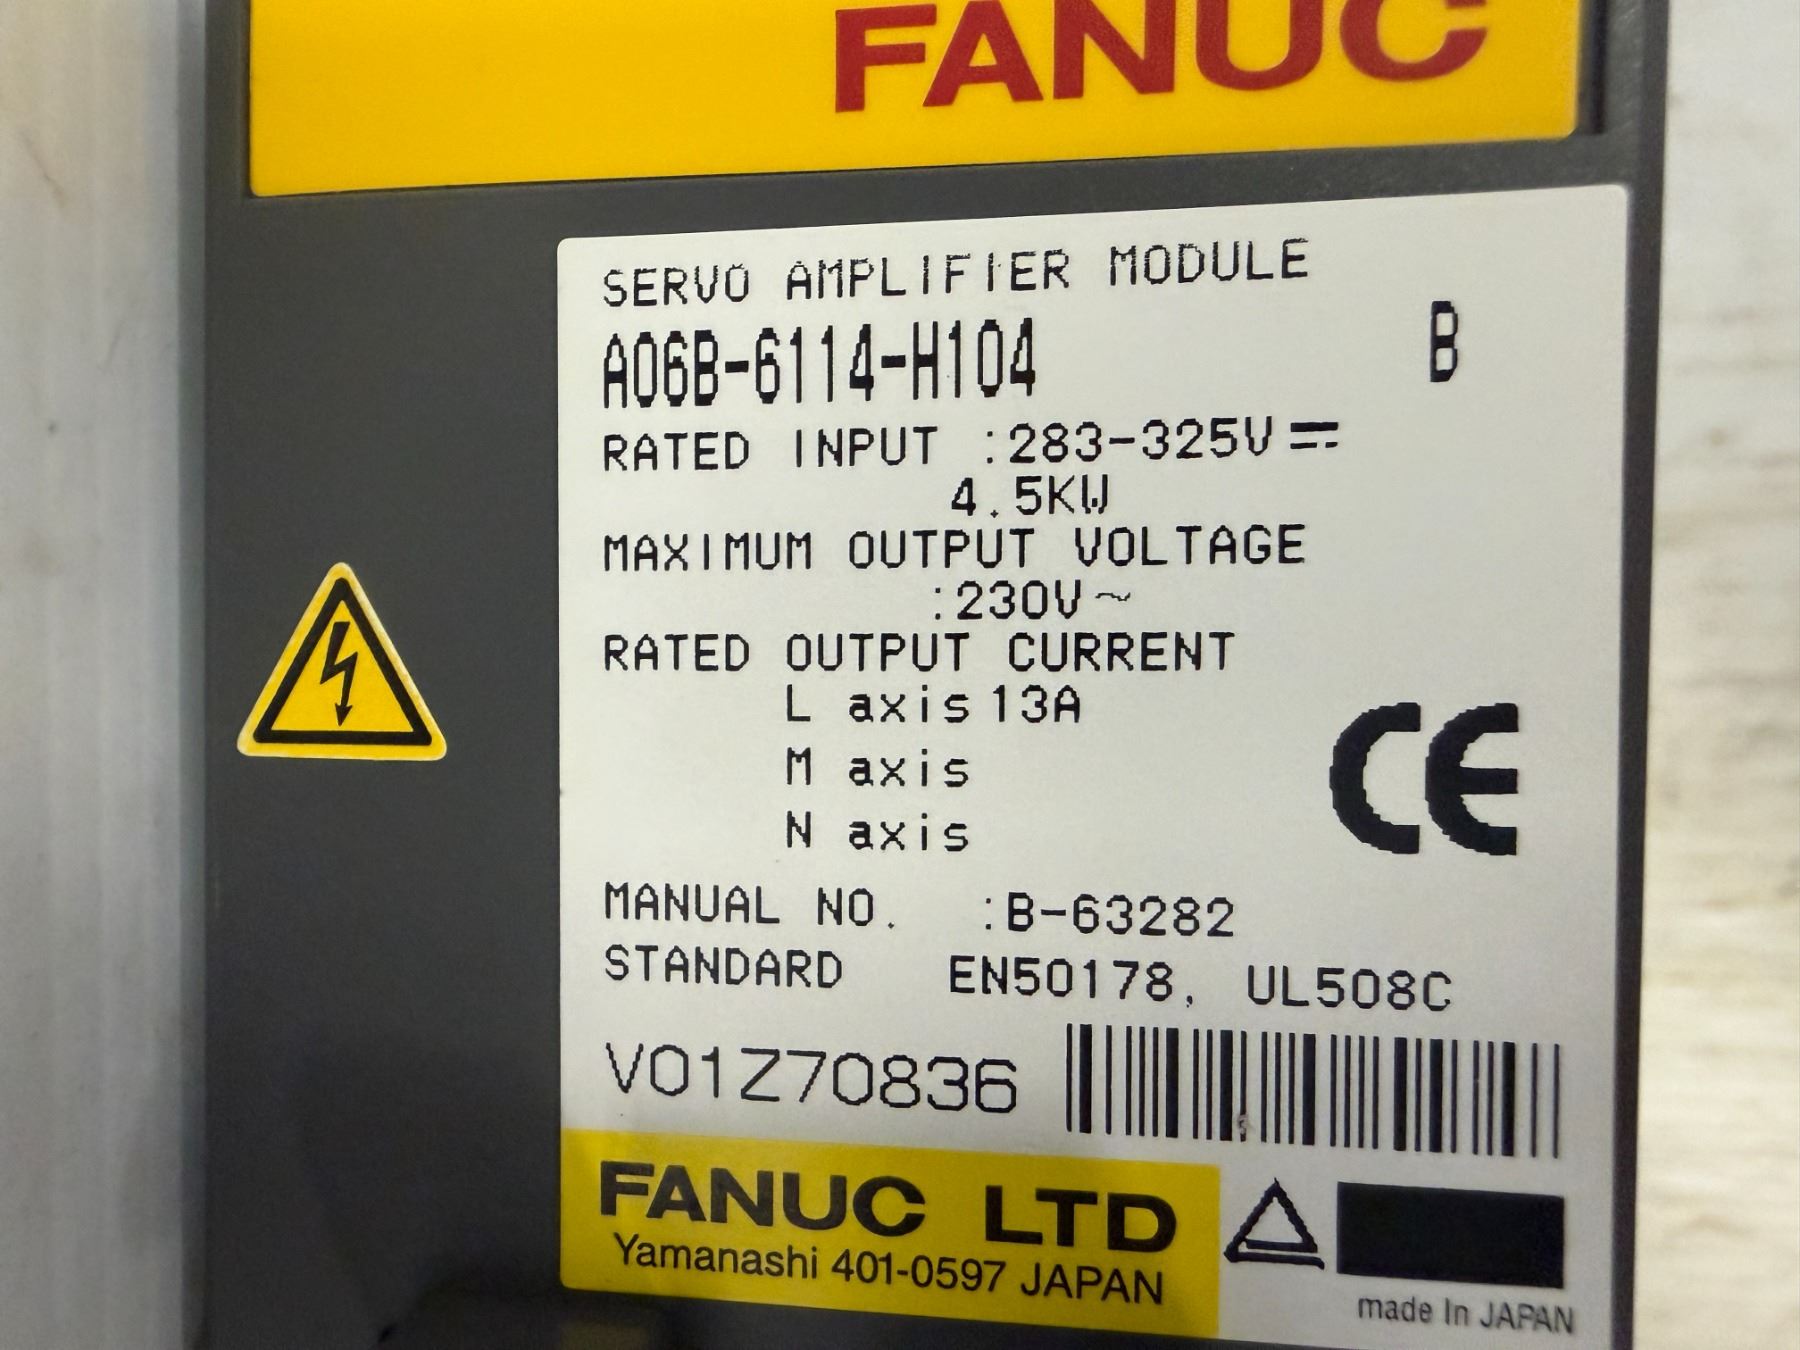 FANUC
SERVO AMPLIFIER MODULE
A06B-6114-H104 B
RATED INPUT :283-325V⎓
4.5KW
MAXIMUM OUTPUT VOLTAGE
:230V~
RATED OUTPUT CURRENT
L axis 13A
M axis
N axis
CE
MANUAL NO. :B-63282
STANDARD EN50178, UL508C
V01Z70836
FANUC LTD
Yamanashi 401-0597 JAPAN
made In JAPAN